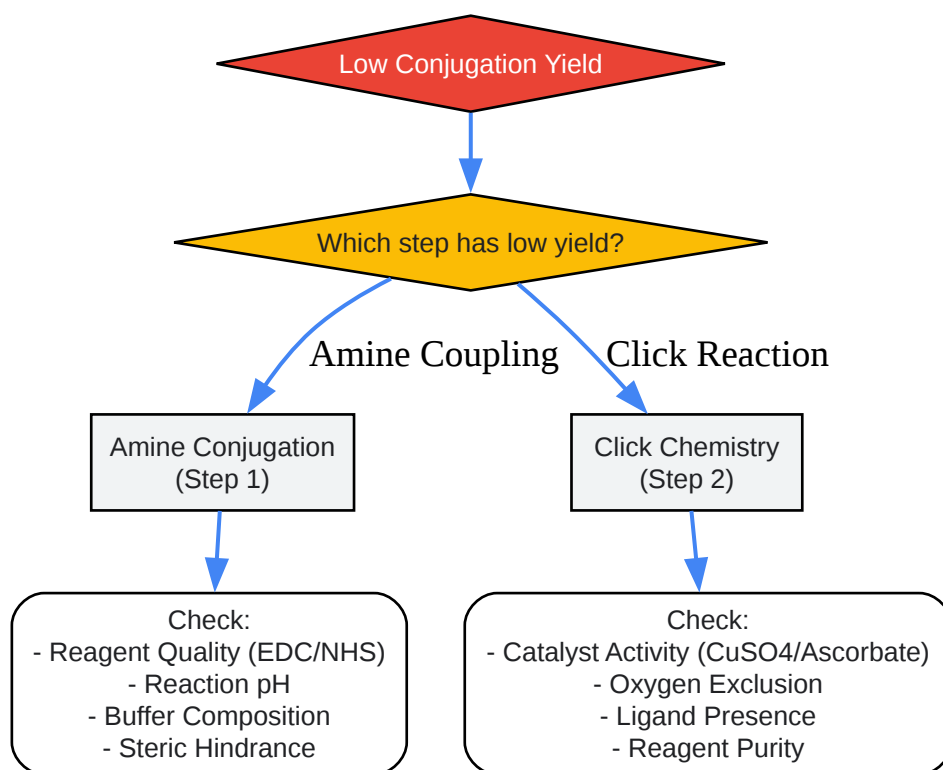 Low Conjugation Yield
Which step has low yield?
Amine Coupling
Click Reaction
Amine Conjugation
(Step 1)
Click Chemistry
(Step 2)
Check:
- Reagent Quality (EDC/NHS)
- Reaction pH
- Buffer Composition
- Steric Hindrance
Check:
- Catalyst Activity (CuSO4/Ascorbate)
- Oxygen Exclusion
- Ligand Presence
- Reagent Purity